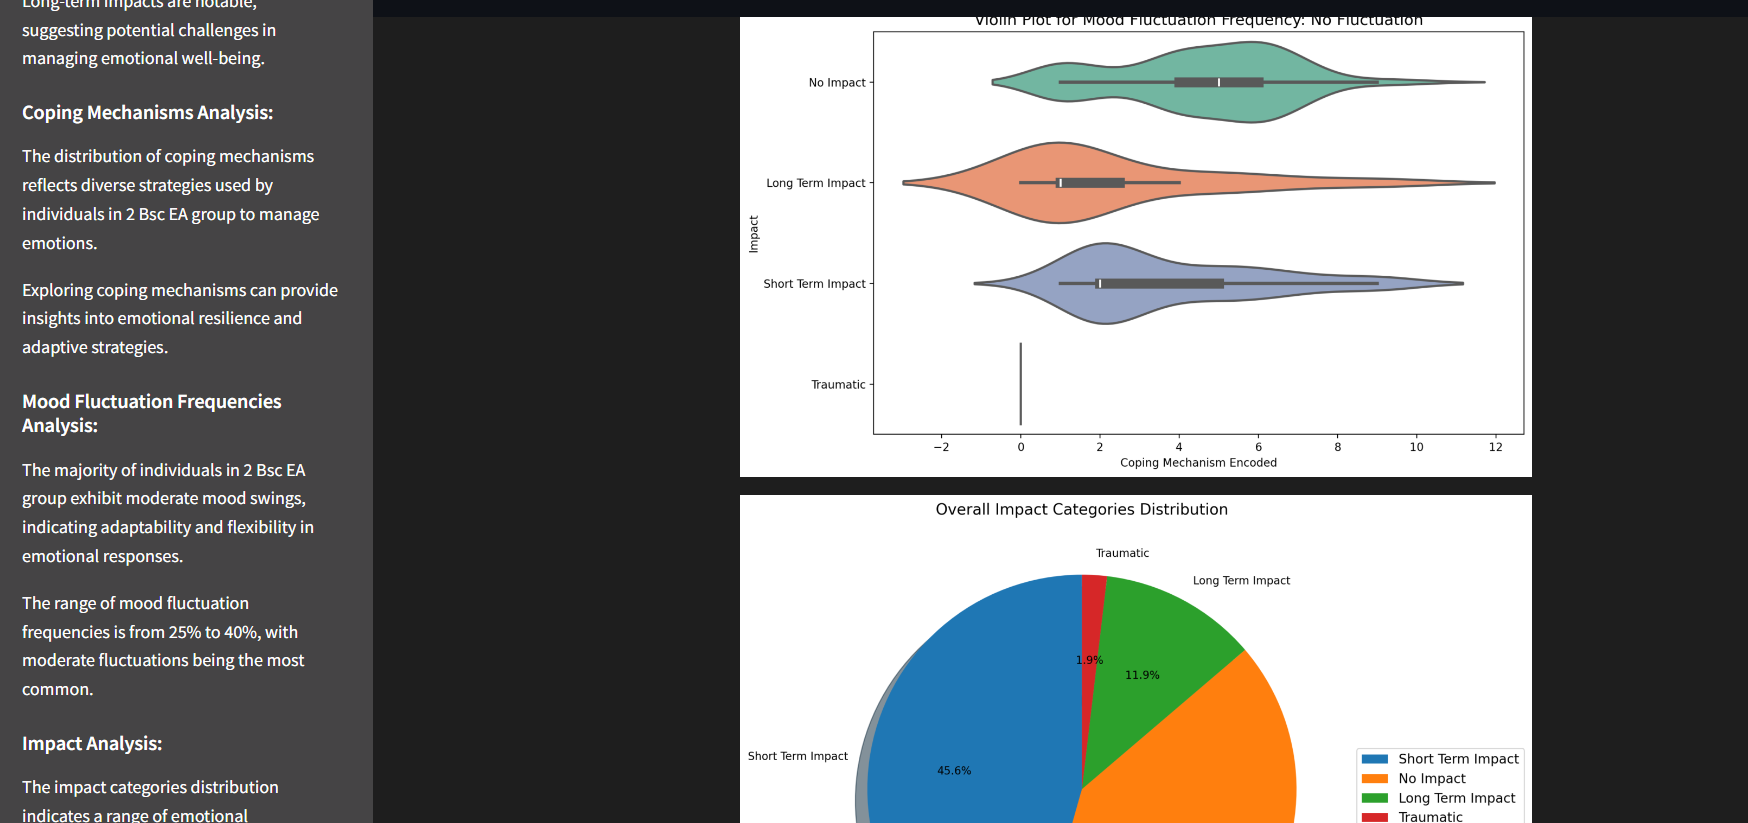 Long-term impacts are notable,
suggesting potential challenges in
managing emotional well-being.
Coping Mechanisms Analysis:
The distribution of coping mechanisms
reflects diverse strategies used by
individuals in 2 Bsc EA group to manage
emotions.
Exploring coping mechanisms can provide
insights into emotional resilience and
adaptive strategies.
Mood Fluctuation Frequencies
Analysis:
The majority of individuals in 2 Bsc EA
group exhibit moderate mood swings,
indicating adaptability and flexibility in
emotional responses.
The range of mood fluctuation
frequencies is from 25% to 40%, with
moderate fluctuations being the most
common.
Impact Analysis:
The impact categories distribution
indicates a range of emotional
Violin Plot for Mood Fluctuation Frequency: No Fluctuation
No Impact
Long Term Impact
Short Term Impact
Traumatic
Impact
−2 0 2 4 6 8 10 12
Coping Mechanism Encoded
Overall Impact Categories Distribution
Traumatic
Long Term Impact
1.9%
11.9%
Short Term Impact
45.6%
Short Term Impact
No Impact
Long Term Impact
Traumatic